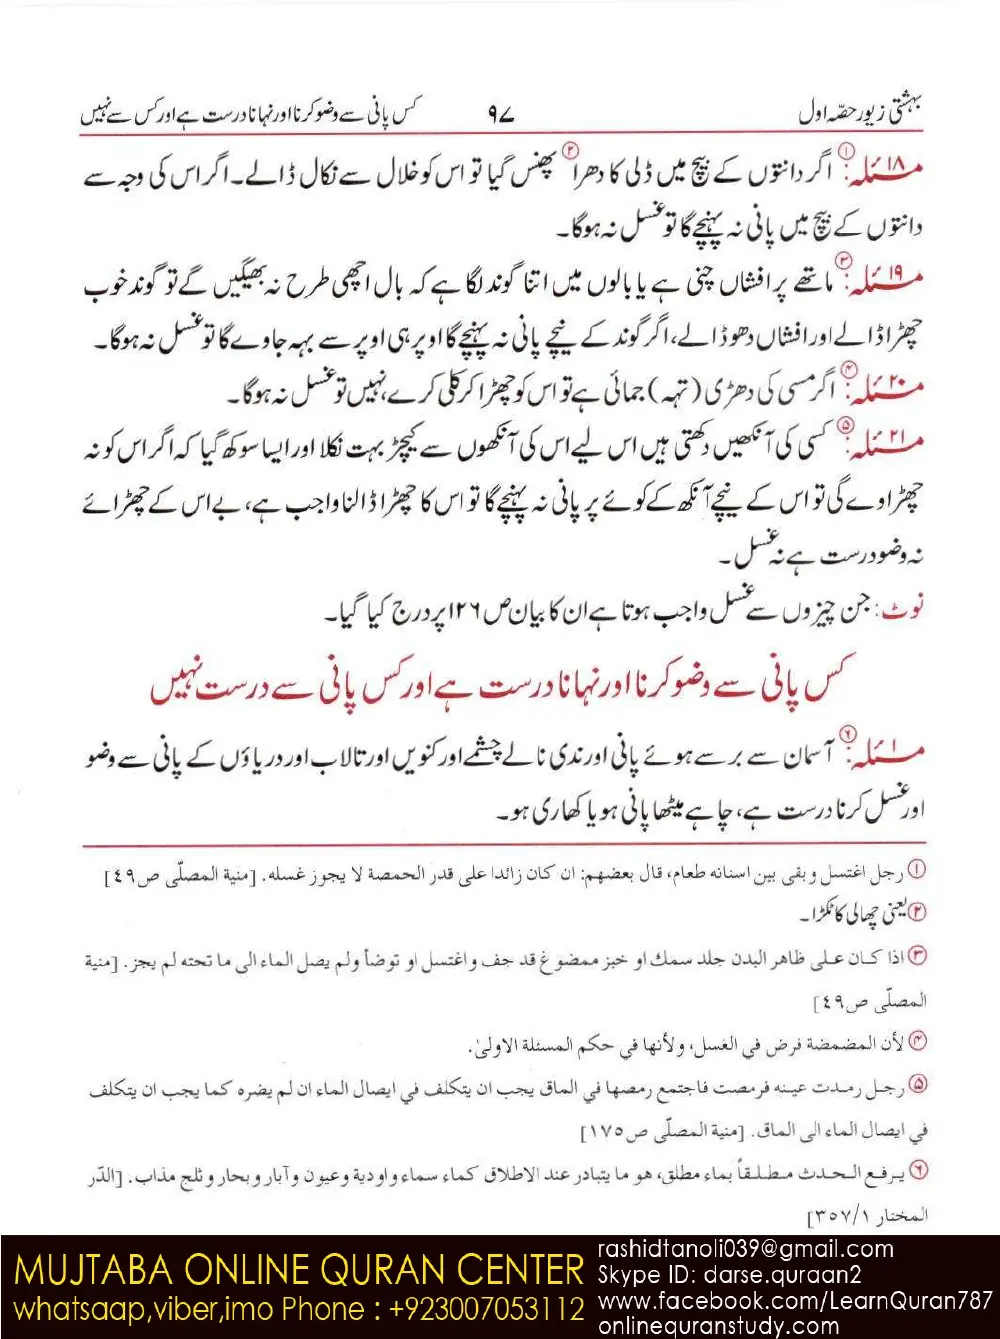 بہشتی زیور حصّہ اول ۹۷ کس پانی سے وضو کرنا اور نہانا درست ہے اور کس سے نہیں
مسئلہ ۱۸: ① اگر دانتوں کے بیچ میں ڈلی کا دھرا ② پھنس گیا تو اس کو خلال سے نکال ڈالے۔ اگر اس کی وجہ سے
دانتوں کے بیچ میں پانی نہ پہنچے گا تو غسل نہ ہوگا۔
مسئلہ ۱۹: ③ ماتھے پر افشاں چنی ہے یا بالوں میں اتنا گوند لگا ہے کہ بال اچھی طرح نہ بھیگیں گے تو گوند خوب
چھڑا ڈالے اور افشاں دھو ڈالے، اگر گوند کے نیچے پانی نہ پہنچے گا اوپر ہی اوپر سے بہہ جاوے گا تو غسل نہ ہوگا۔
مسئلہ ۲۰: ④ اگر مسی کی دھڑی (تہہ) جمائی ہے تو اس کو چھڑا کر کلی کرے، نہیں تو غسل نہ ہوگا۔
مسئلہ ۲۱: ⑤ کسی کی آنکھیں دکھتی ہیں اس لیے اس کی آنکھوں سے کیچڑ بہت نکلا اور ایسا سوکھ گیا کہ اگر اس کو نہ
چھڑاوے گی تو اس کے نیچے آنکھ کے کوئے پر پانی نہ پہنچے گا تو اس کا چھڑا ڈالنا واجب ہے، بے اس کے چھڑائے
نہ وضو درست ہے نہ غسل۔
نوٹ: جن چیزوں سے غسل واجب ہوتا ہے ان کا بیان ص ۱۲۶ پر درج کیا گیا۔
کس پانی سے وضو کرنا اور نہانا درست ہے اور کس پانی سے درست نہیں
مسئلہ ۱: ⑥ آسمان سے برسے ہوئے پانی اور ندی نالے چشمے اور کنویں اور تالاب اور دریاؤں کے پانی سے وضو
اور غسل کرنا درست ہے، چاہے میٹھا پانی ہو یا کھاری ہو۔
① رجل اغتسل وبقى بين اسنانه طعام، قال بعضهم: ان كان زائدا على قدر الحمصة لا يجوز غسله. [منية المصلّى ص ٤٩]
② یعنی چھالی کا ٹکڑا۔
③ اذا كان على ظاهر البدن جلد سمك او خبز ممضوغ قد جف واغتسل او توضأ ولم يصل الماء الى ما تحته لم يجز. [منية
المصلّى ص ٤٩]
④ لأن المضمضة فرض في الغسل، ولأنها في حكم المسئلة الاولىٰ.
⑤ رجل رمدت عينه فرمصت فاجتمع رمصها في الماق يجب ان يتكلف في ايصال الماء ان لم يضره كما يجب ان يتكلف
في ايصال الماء الى الماق. [منية المصلّى ص ١٧٥]
⑥ يرفع الحدث مطلقاً بماء مطلق، هو ما يتبادر عند الاطلاق كماء سماء واودية وعيون وآبار وبحار وثلج مذاب. [الدّر
المختار ٣٥٧/١]
MUJTABA ONLINE QURAN CENTER
whatsaap,viber,imo Phone : +923007053112
rashidtanoli039@gmail.com
Skype ID: darse.quraan2
www.facebook.com/LearnQuran787
onlinequranstudy.com